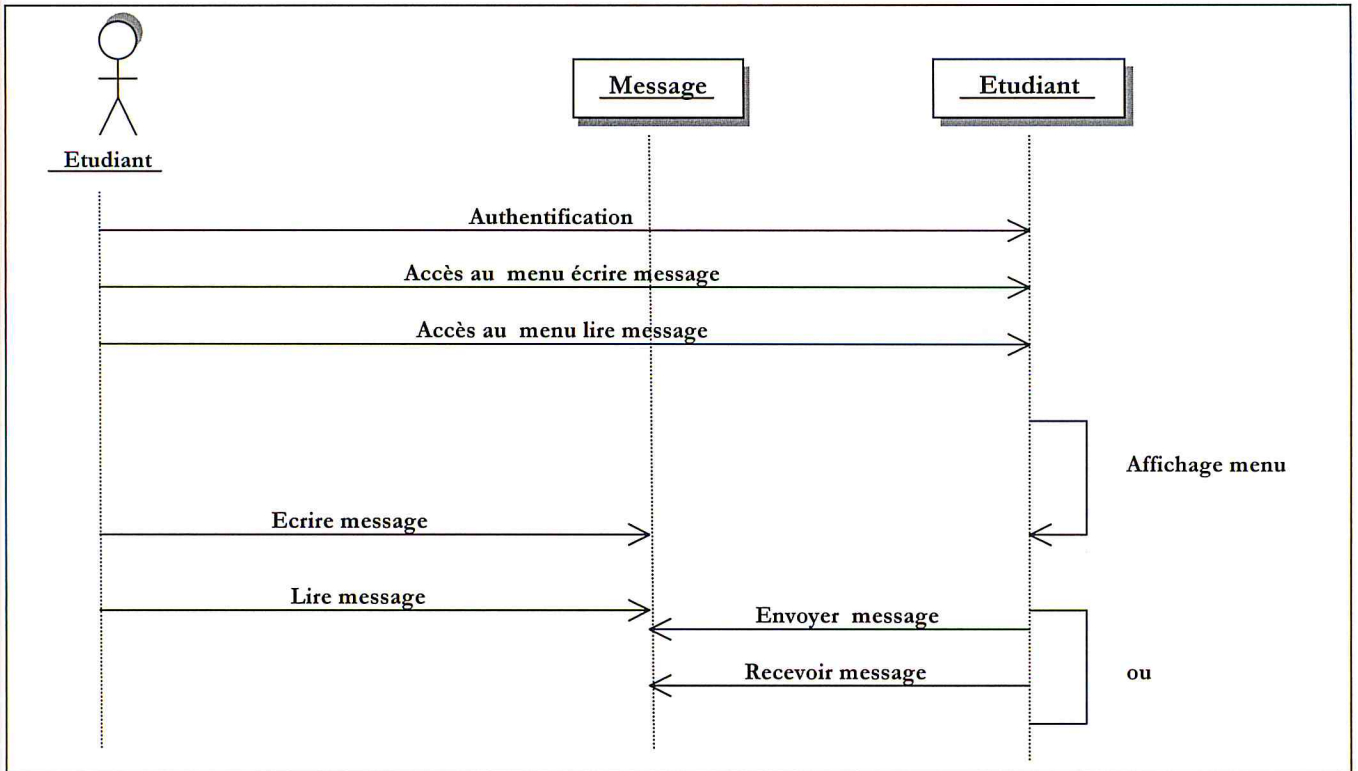 Message
Etudiant
Etudiant
Authentification
Accès au menu écrire message
Accès au menu lire message
Affichage menu
Ecrire message
Lire message
Envoyer message
Recevoir message
ou